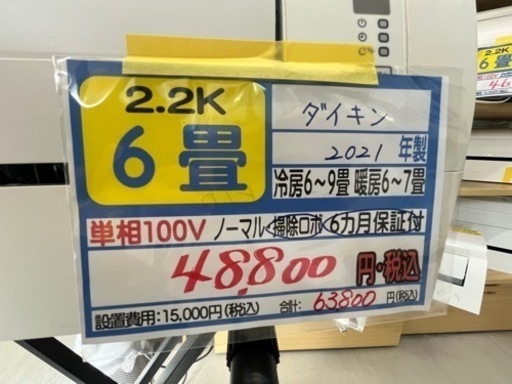 2.2K
6畳
ダイキン
2021 年製
冷房6〜9畳 暖房6〜7畳
単相100V ノーマル<掃除ロボ<6カ月保証付
48,800 円・税込
設置費用:15,000円(税込) 合計: 63800 円(税込)
6畳
100V